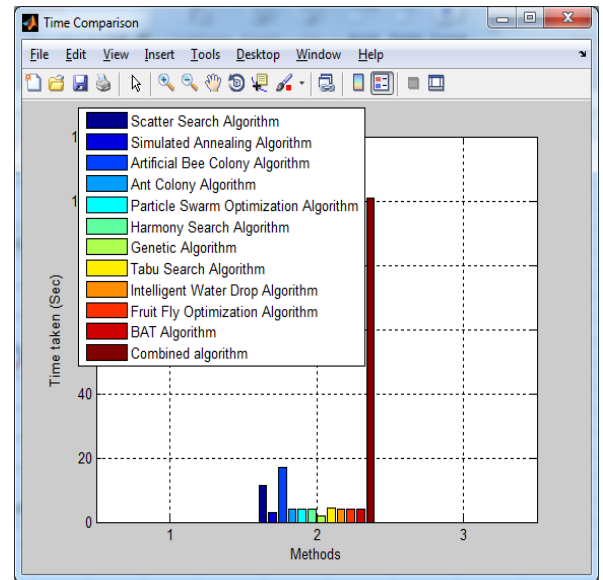 Time Comparison
File Edit View Insert Tools Desktop Window Help
Scatter Search Algorithm
Simulated Annealing Algorithm
Artificial Bee Colony Algorithm
Ant Colony Algorithm
Particle Swarm Optimization Algorithm
Harmony Search Algorithm
Genetic Algorithm
Tabu Search Algorithm
Intelligent Water Drop Algorithm
Fruit Fly Optimization Algorithm
BAT Algorithm
Combined algorithm
Time taken (Sec)
40
20
0
1 2 3
Methods